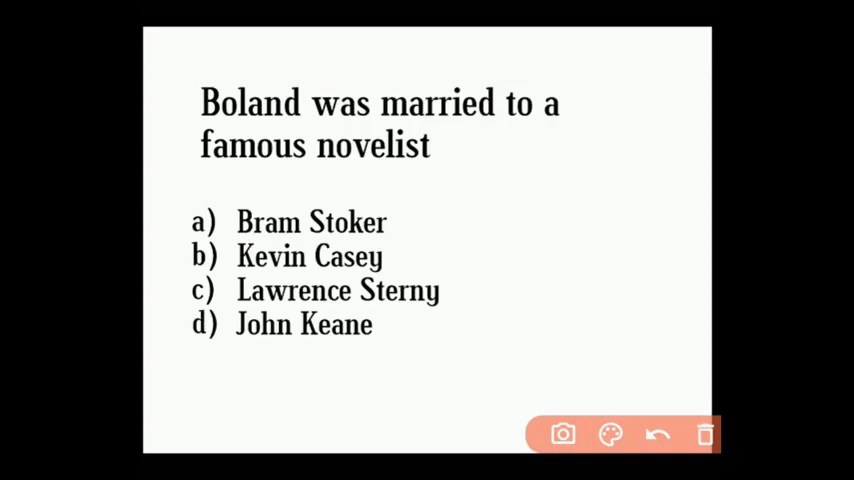 Boland was married to a
famous novelist
a) Bram Stoker
b) Kevin Casey
c) Lawrence Sterny
d) John Keane